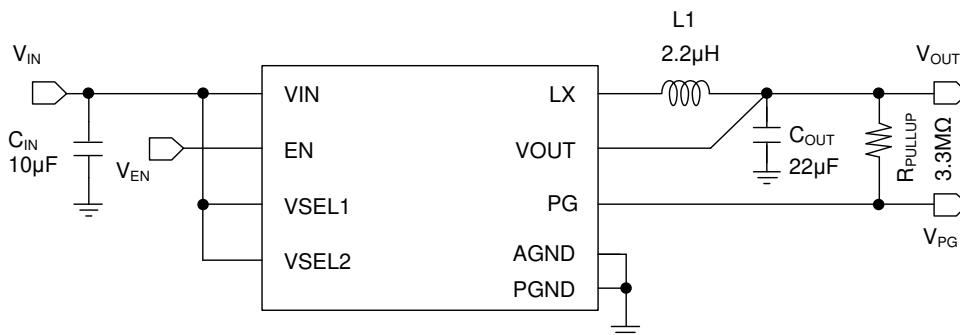 L1
2.2µH
VIN
VOUT
VIN
LX
CIN
10µF
VEN
EN
VOUT
COUT
22µF
RPULLUP
3.3MΩ
VSEL1
PG
VPG
VSEL2
AGND
PGND